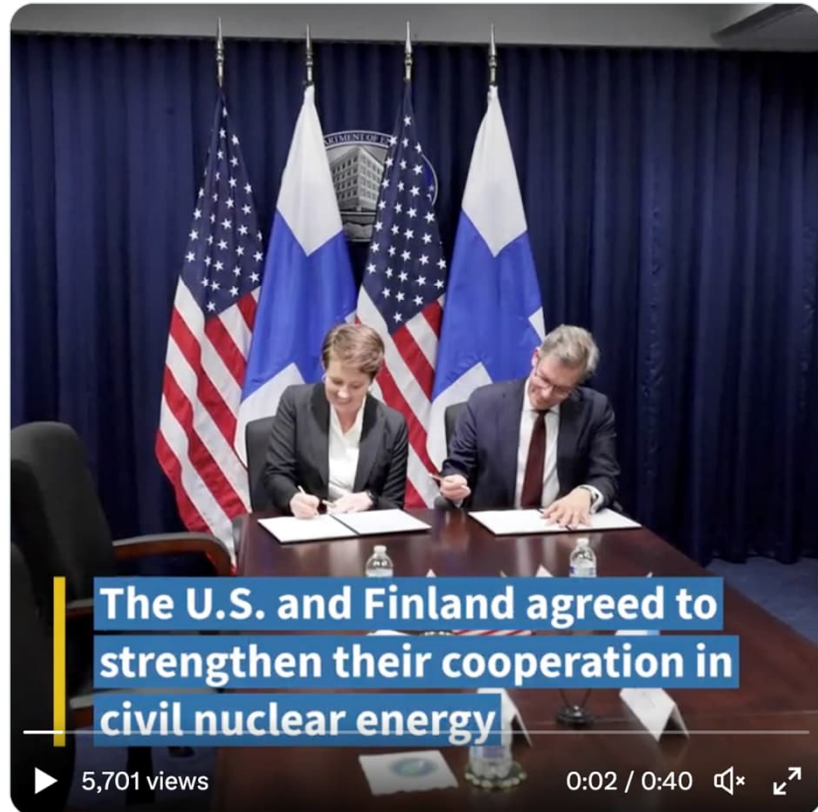 The U.S. and Finland agreed to
strengthen their cooperation in
civil nuclear energy
5,701 views
0:02 / 0:40